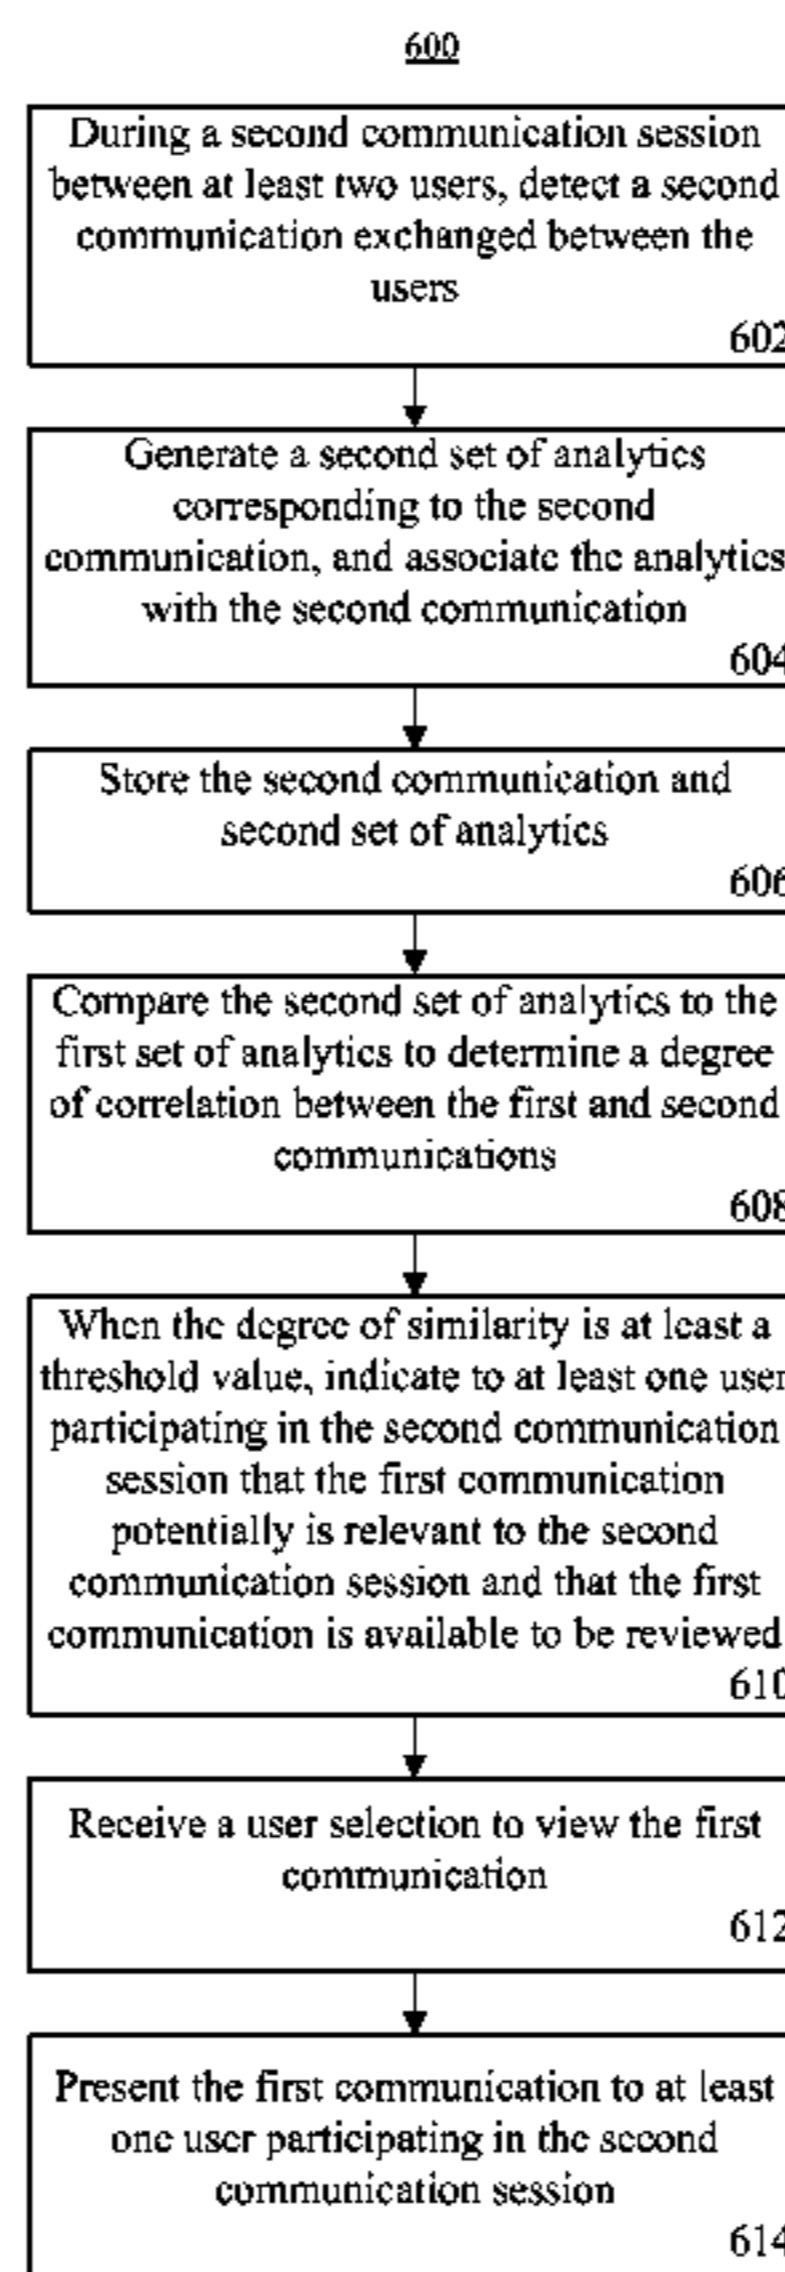 600
During a second communication session
between at least two users, detect a second
communication exchanged between the
users
602
Generate a second set of analytics
corresponding to the second
communication, and associate the analytics
with the second communication
604
Store the second communication and
second set of analytics
606
Compare the second set of analytics to the
first set of analytics to determine a degree
of correlation between the first and second
communications
608
When the degree of similarity is at least a
threshold value, indicate to at least one user
participating in the second communication
session that the first communication
potentially is relevant to the second
communication session and that the first
communication is available to be reviewed
610
Receive a user selection to view the first
communication
612
Present the first communication to at least
one user participating in the second
communication session
614